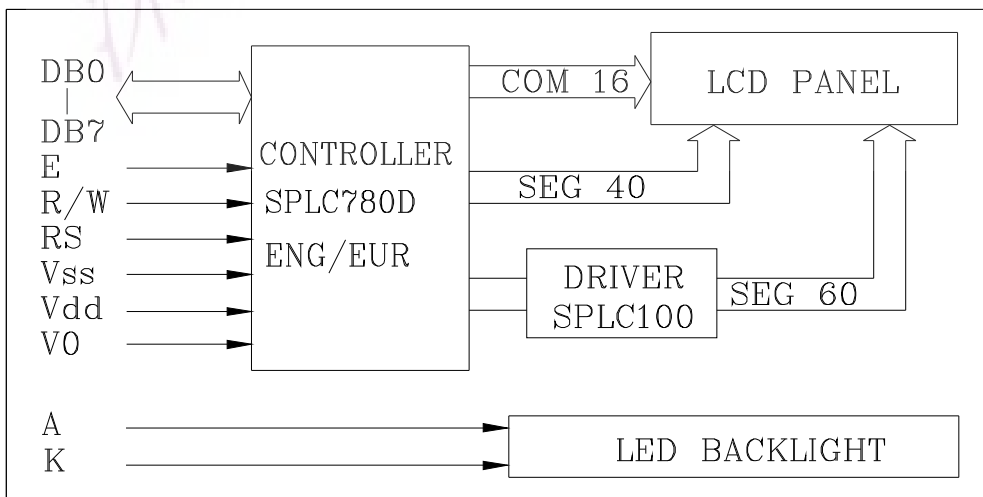 DB0
DB7
E
R/W
RS
Vss
Vdd
V0
A
K
CONTROLLER
SPLC780D
ENG/EUR
COM 16
SEG 40
DRIVER
SPLC100
SEG 60
LCD PANEL
LED BACKLIGHT